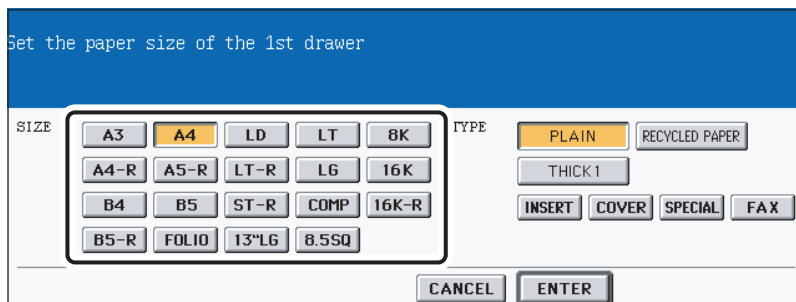 Set the paper size of the 1st drawer
SIZE A3 A4 LD LT 8K TYPE PLAIN RECYCLED PAPER
A4-R A5-R LT-R LG 16K THICK1
B4 B5 ST-R COMP 16K-R INSERT COVER SPECIAL FAX
B5-R FOLIO 13"LG 8.5SQ
CANCEL ENTER